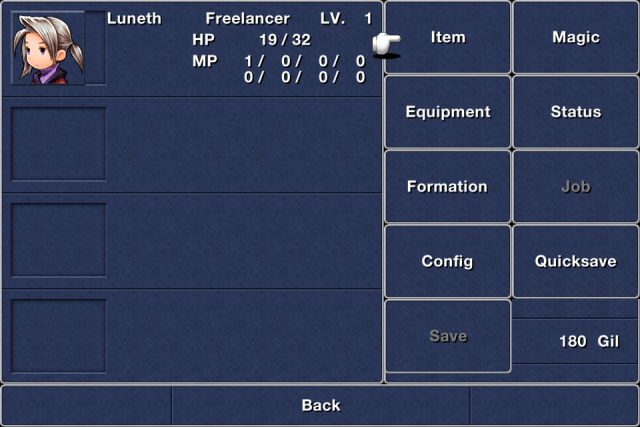 Luneth Freelancer LV. 1
HP 19 / 32
MP 1 / 0 / 0 / 0
0 / 0 / 0 / 0
Item
Magic
Equipment
Status
Formation
Job
Config
Quicksave
Save
180 Gil
Back